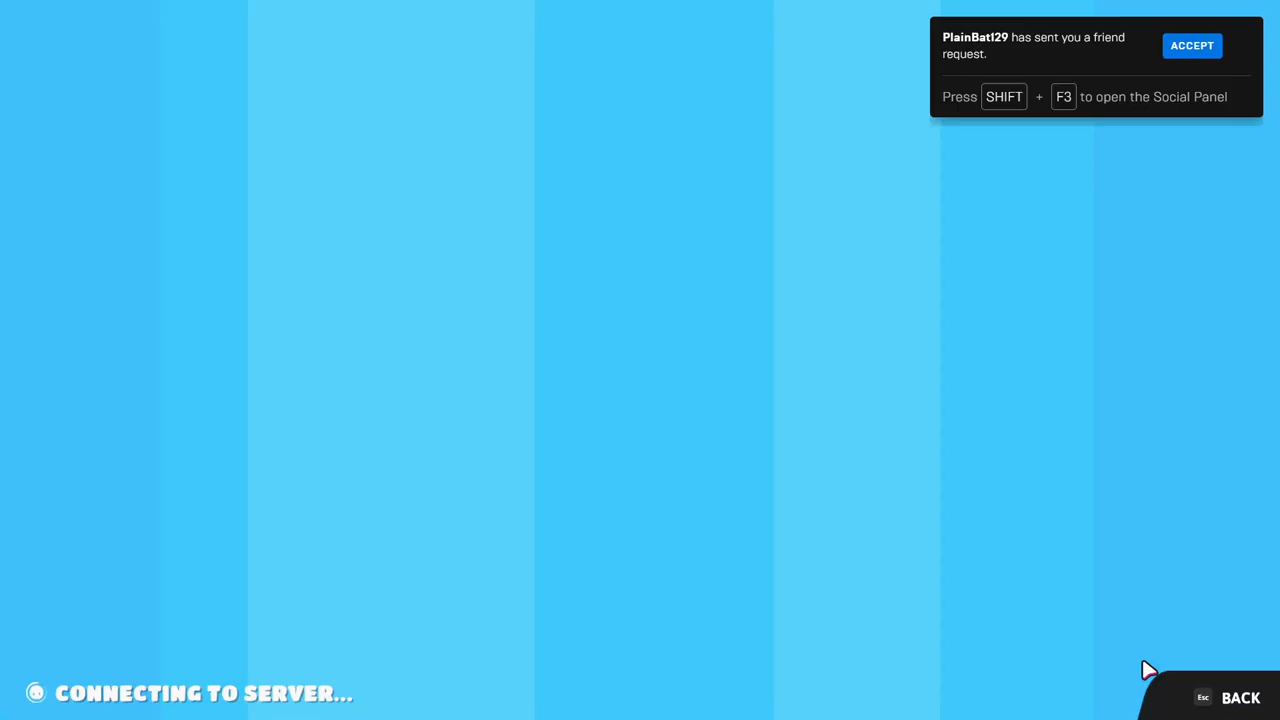 PlainBat129 has sent you a friend
request.
ACCEPT
Press SHIFT + F3 to open the Social Panel
CONNECTING TO SERVER...
Esc BACK